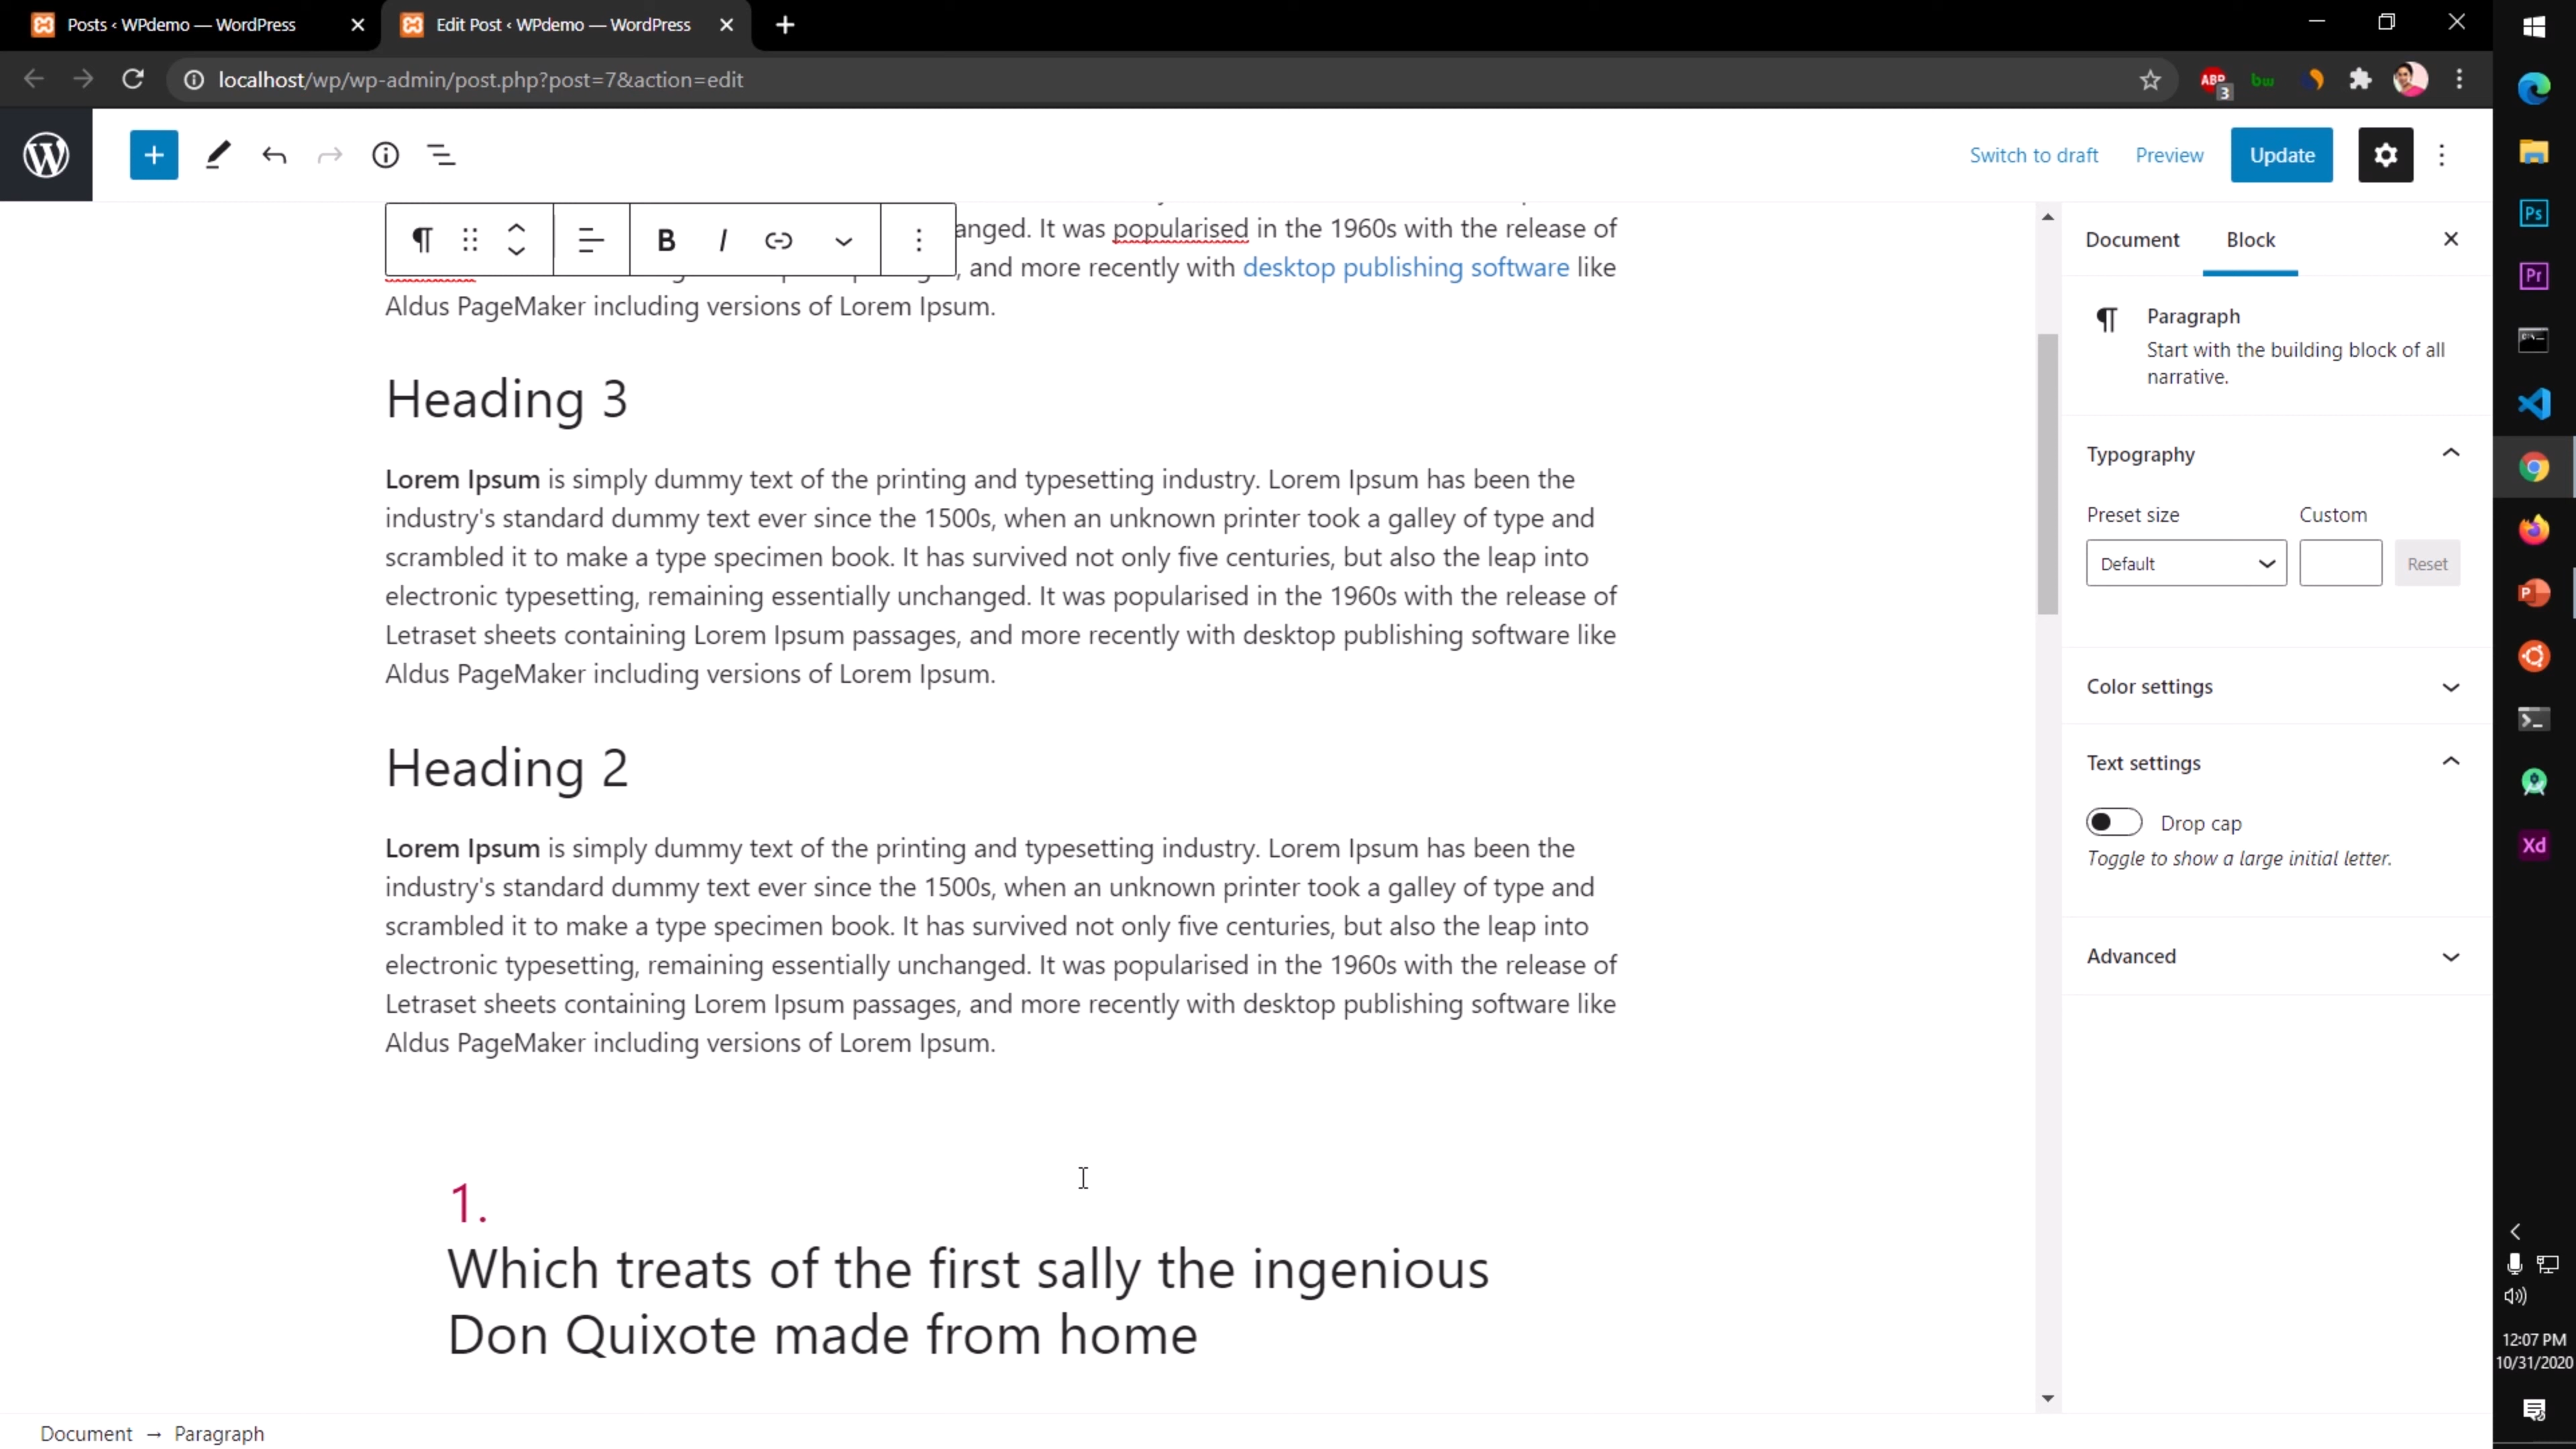 Posts ‹ WPdemo — WordPress
Edit Post ‹ WPdemo — WordPress
localhost/wp/wp-admin/post.php?post=7&action=edit
ABP
3
bw
Switch to draft
Preview
Update
B
I
anged. It was popularised in the 1960s with the release of
, and more recently with desktop publishing software like
Aldus PageMaker including versions of Lorem Ipsum.
Heading 3
Lorem Ipsum is simply dummy text of the printing and typesetting industry. Lorem Ipsum has been the
industry's standard dummy text ever since the 1500s, when an unknown printer took a galley of type and
scrambled it to make a type specimen book. It has survived not only five centuries, but also the leap into
electronic typesetting, remaining essentially unchanged. It was popularised in the 1960s with the release of
Letraset sheets containing Lorem Ipsum passages, and more recently with desktop publishing software like
Aldus PageMaker including versions of Lorem Ipsum.
Heading 2
Lorem Ipsum is simply dummy text of the printing and typesetting industry. Lorem Ipsum has been the
industry's standard dummy text ever since the 1500s, when an unknown printer took a galley of type and
scrambled it to make a type specimen book. It has survived not only five centuries, but also the leap into
electronic typesetting, remaining essentially unchanged. It was popularised in the 1960s with the release of
Letraset sheets containing Lorem Ipsum passages, and more recently with desktop publishing software like
Aldus PageMaker including versions of Lorem Ipsum.
1.
Which treats of the first sally the ingenious
Don Quixote made from home
Document → Paragraph
Document
Block
Paragraph
Start with the building block of all
narrative.
Typography
Preset size
Custom
Default
Reset
Color settings
Text settings
Drop cap
Toggle to show a large initial letter.
Advanced
Ps
Pr
P
Xd
12:07 PM
10/31/2020